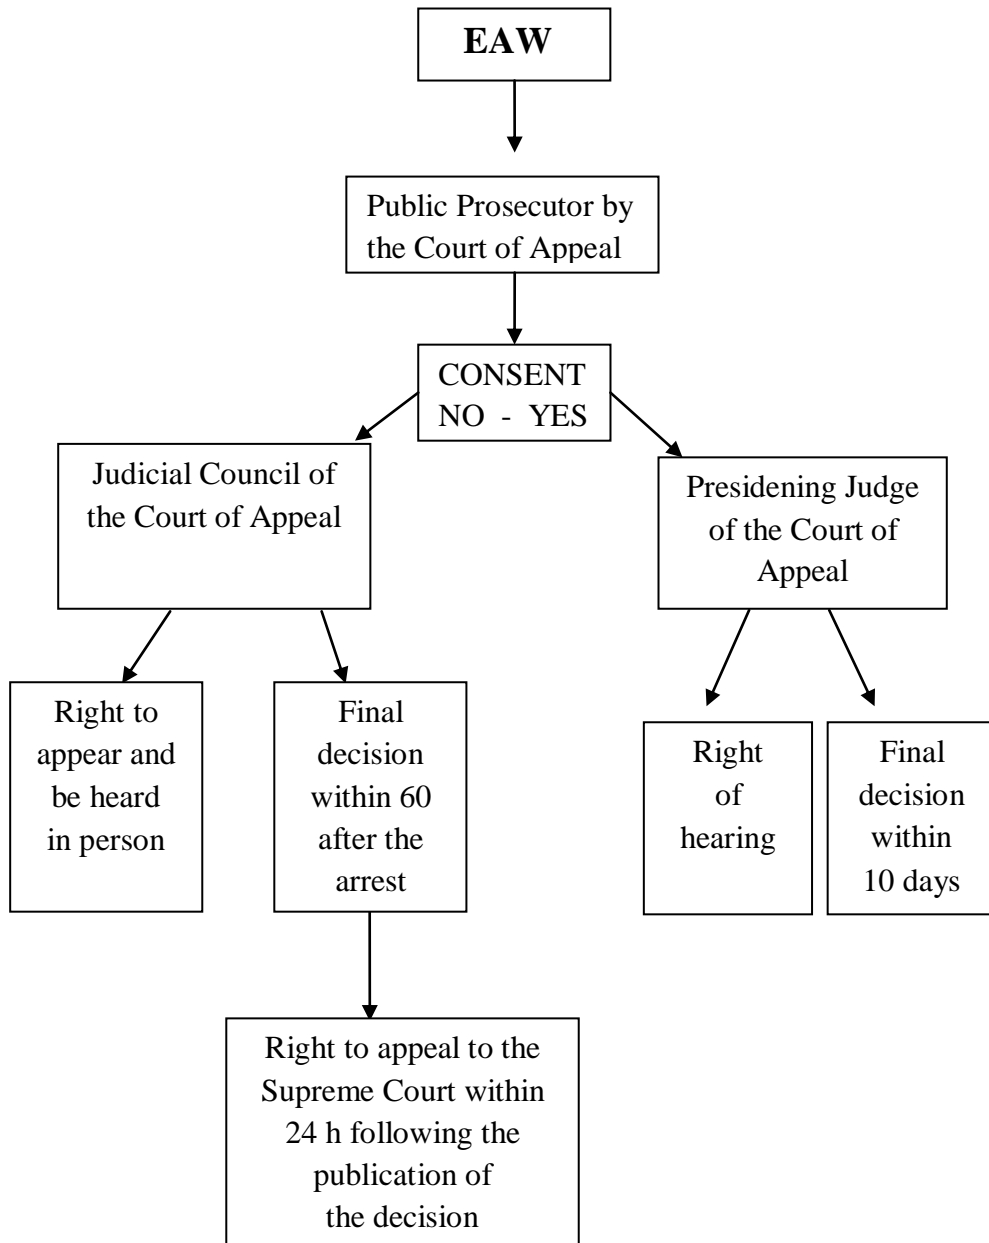 EAW
Public Prosecutor by
the Court of Appeal
CONSENT
NO - YES
Judicial Council of
the Court of Appeal
Presidening Judge
of the Court of
Appeal
Right to
appear and
be heard
in person
Final
decision
within 60
after the
arrest
Right
of
hearing
Final
decision
within
10 days
Right to appeal to the
Supreme Court within
24 h following the
publication of
the decision